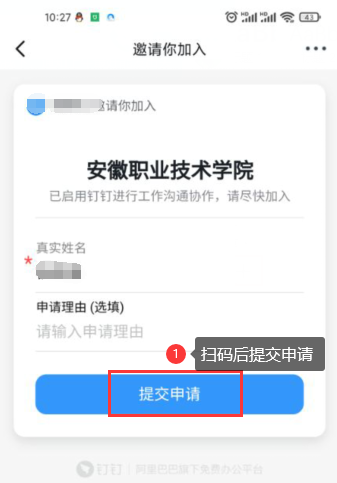 10:27
43
邀请你加入
邀请你加入
安徽职业技术学院
已启用钉钉进行工作沟通协作，请尽快加入
真实姓名
*
申请理由 (选填)
请输入申请理由
1 扫码后提交申请
提交申请
钉钉 | 阿里巴巴旗下免费办公平台